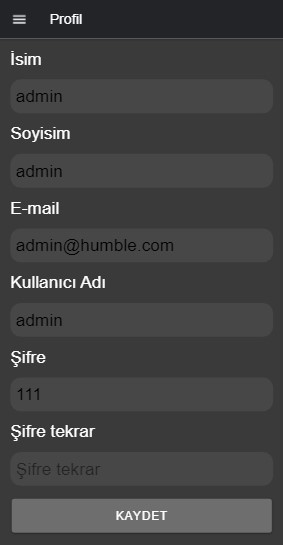 Profil
İsim
admin
Soyisim
admin
E-mail
admin@humble.com
Kullanıcı Adı
admin
Şifre
111
Şifre tekrar
Şifre tekrar
KAYDET